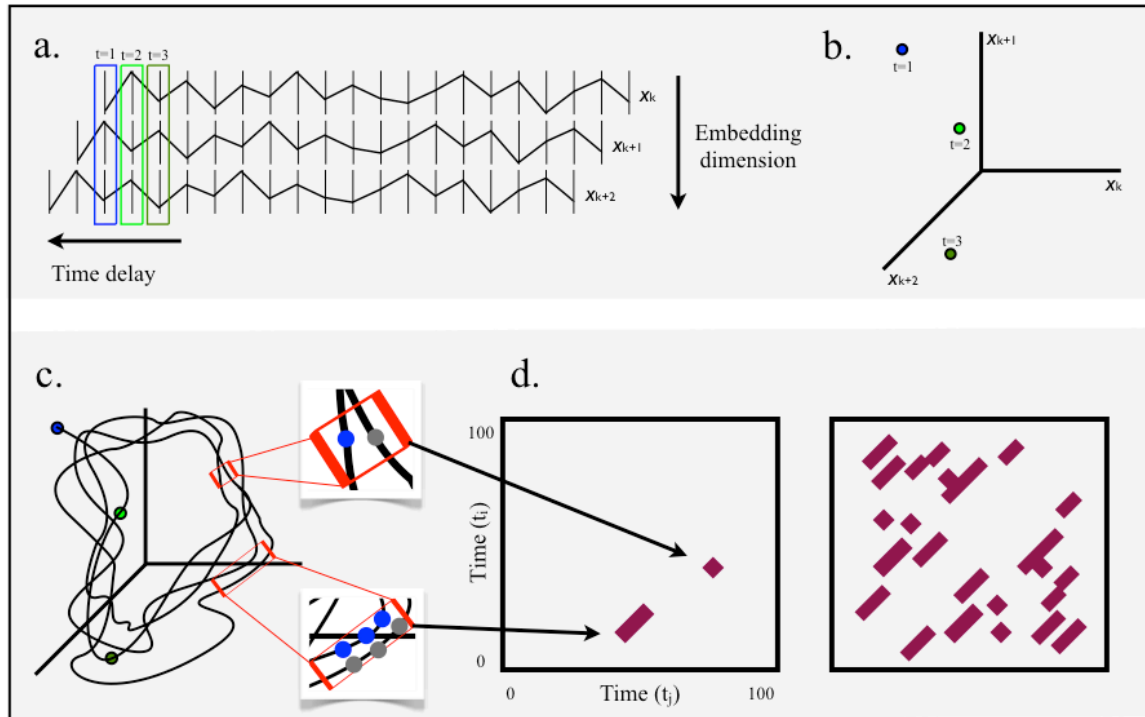 a.
t=1 t=2 t=3
xk
xk+1
xk+2
Embedding
dimension
Time delay
b.
t=1
xk+1
t=2
xk
t=3
xk+2
c.
d.
100
Time (ti)
0
0
100
Time (tj)